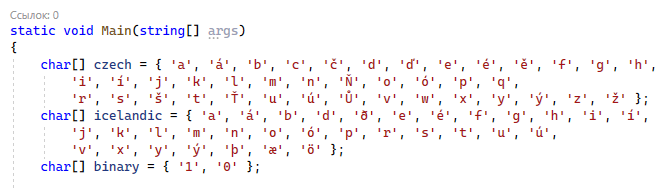 Ссылок: 0
static void Main(string[] args)
{
char[] czech = { 'a', 'á', 'b', 'c', 'č', 'd', 'ď', 'e', 'é', 'ě', 'f', 'g', 'h',
'i', 'í', 'j', 'k', 'l', 'm', 'n', 'Ň', 'o', 'ó', 'p', 'q',
'r', 's', 'š', 't', 'Ť', 'u', 'ú', 'Ů', 'v', 'w', 'x', 'y', 'ý', 'z', 'ž' };
char[] icelandic = { 'a', 'á', 'b', 'd', 'ð', 'e', 'é', 'f', 'g', 'h', 'i', 'í',
'j', 'k', 'l', 'm', 'n', 'o', 'ó', 'p', 'r', 's', 't', 'u', 'ú',
'v', 'x', 'y', 'ý', 'þ', 'æ', 'ö' };
char[] binary = { '1', '0' };